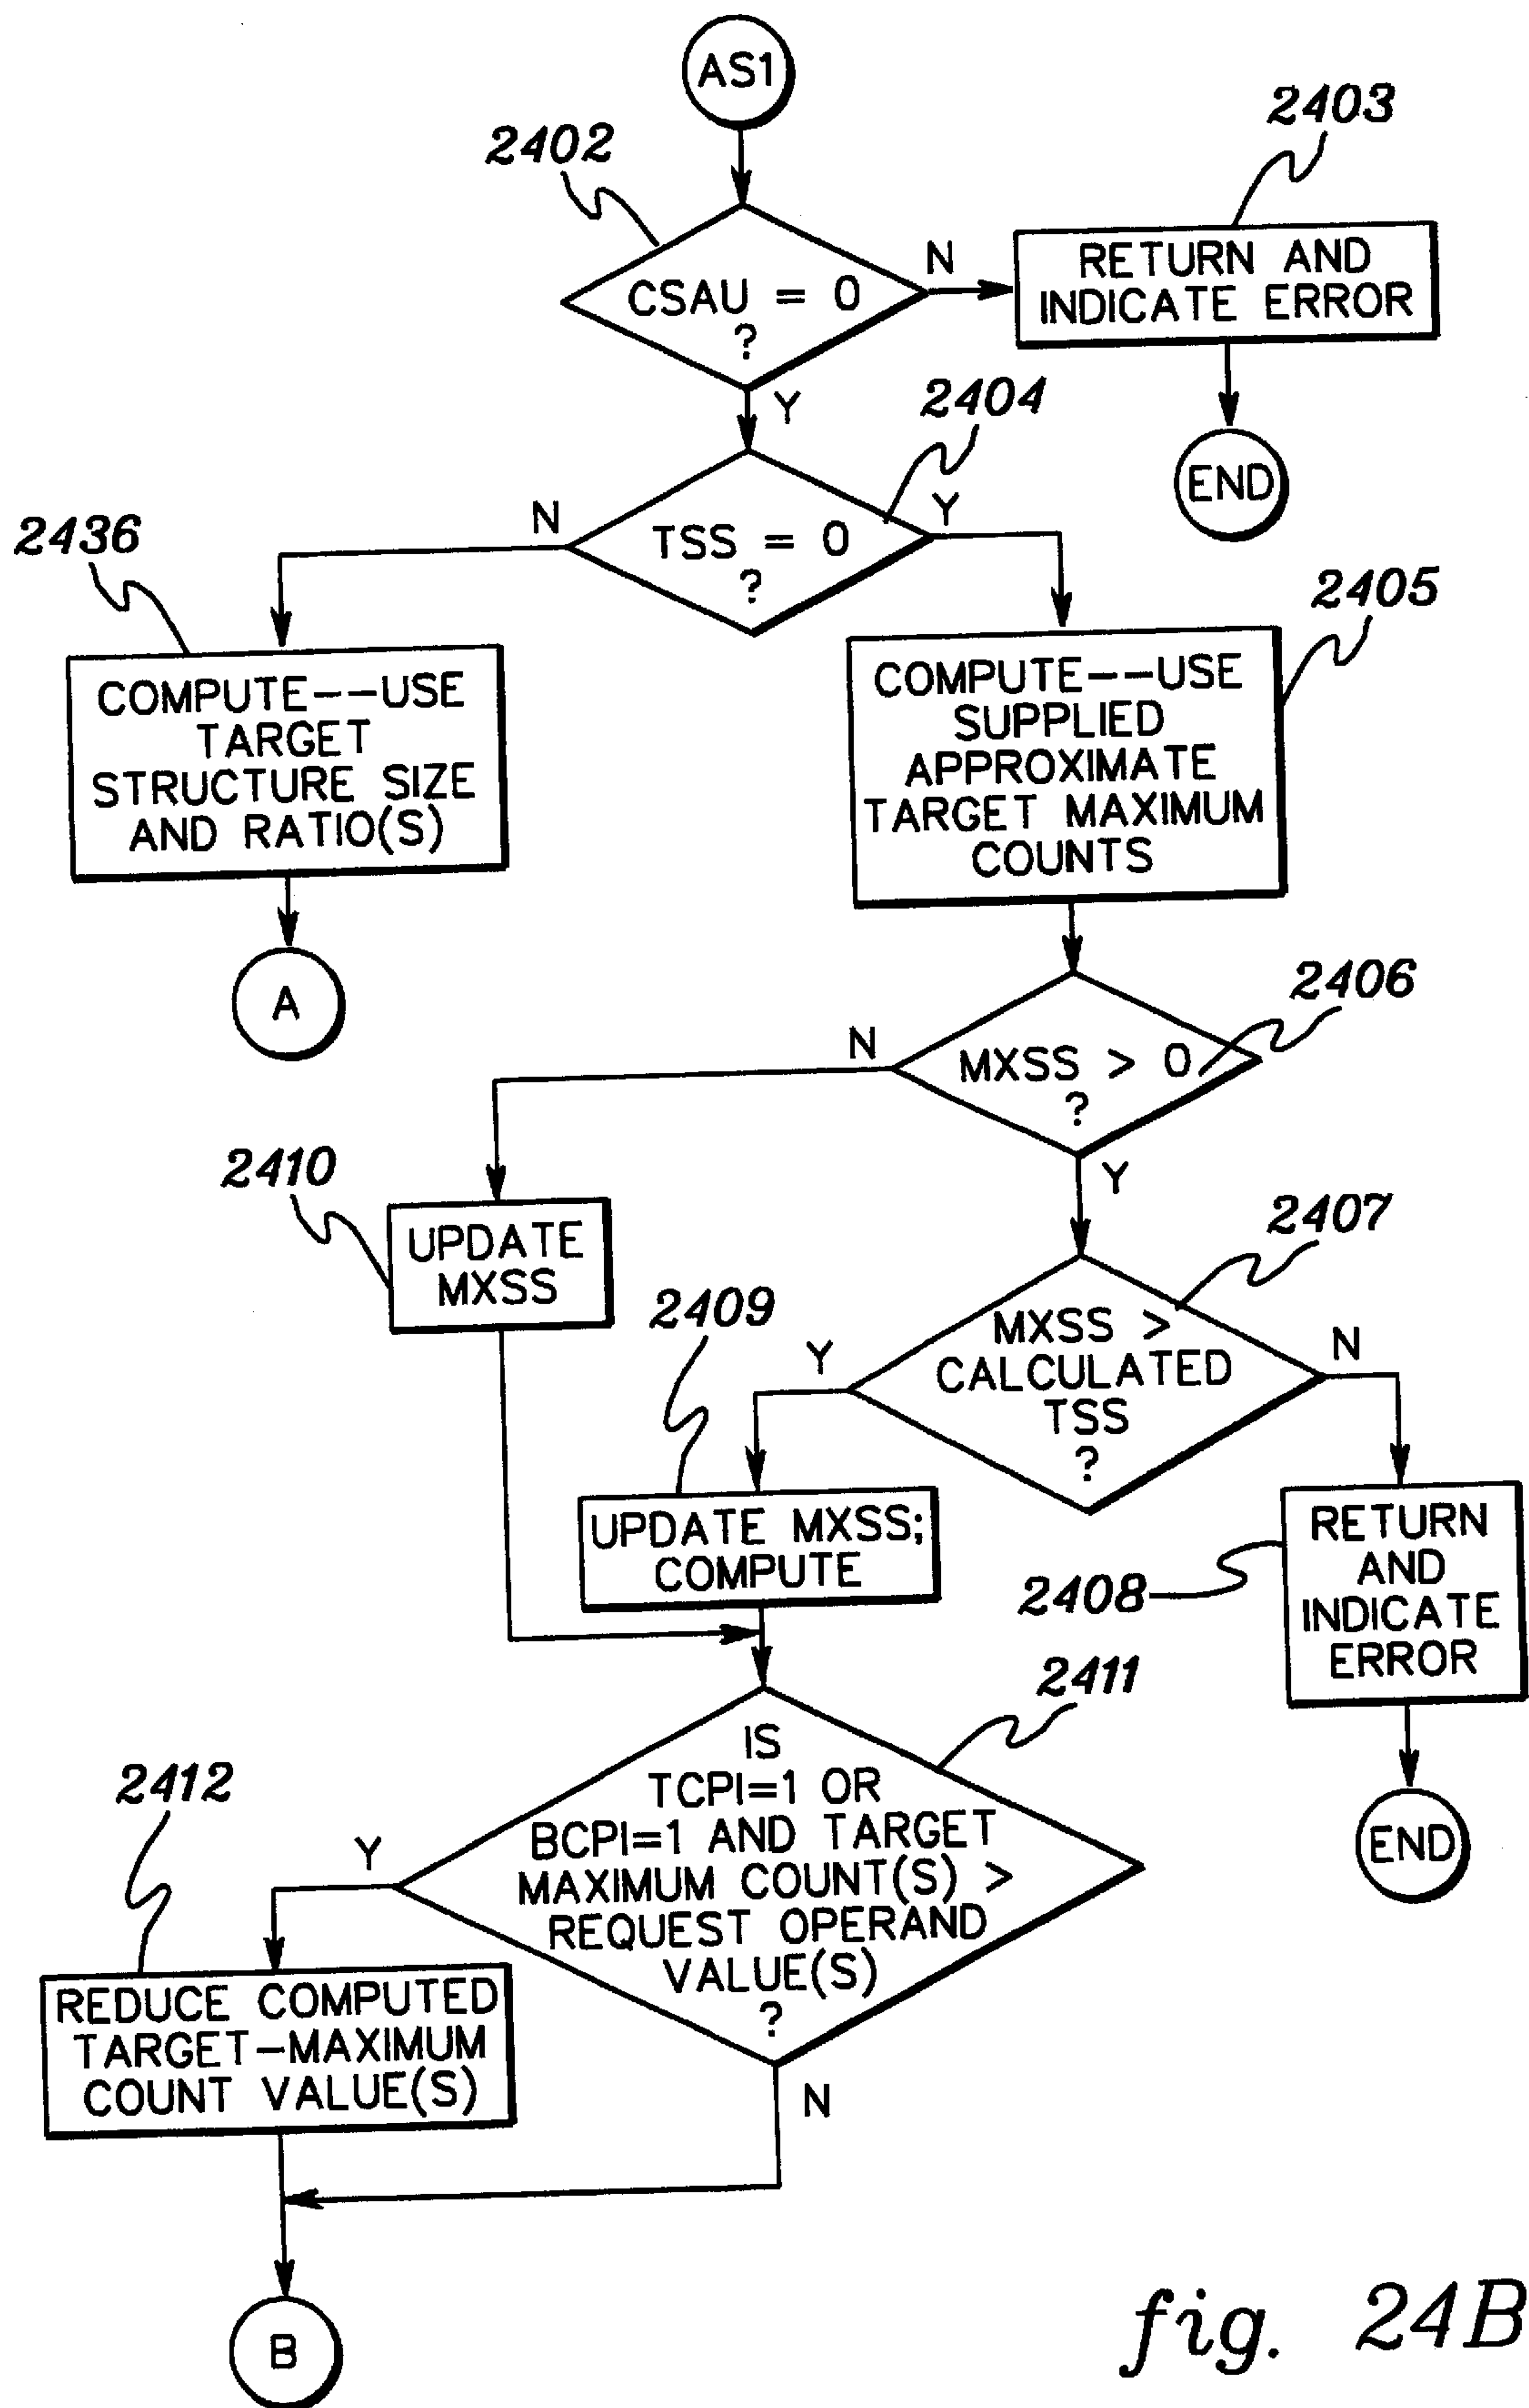 AS1
2402
2403
CSAU = 0
?
N
RETURN AND
INDICATE ERROR
Y
2404
END
2436
N
TSS = 0
?
Y
2405
COMPUTE--USE
TARGET
STRUCTURE SIZE
AND RATIO(S)
COMPUTE--USE
SUPPLIED
APPROXIMATE
TARGET MAXIMUM
COUNTS
A
2406
N
MXSS > 0
?
Y
2410
UPDATE
MXSS
2407
2409
Y
MXSS >
CALCULATED
TSS
?
N
UPDATE MXSS;
COMPUTE
2408
RETURN
AND
INDICATE
ERROR
2411
END
2412
Y
IS
TCPI=1 OR
BCPI=1 AND TARGET
MAXIMUM COUNT(S) >
REQUEST OPERAND
VALUE(S)
?
REDUCE COMPUTED
TARGET-MAXIMUM
COUNT VALUE(S)
N
B
fig. 24B